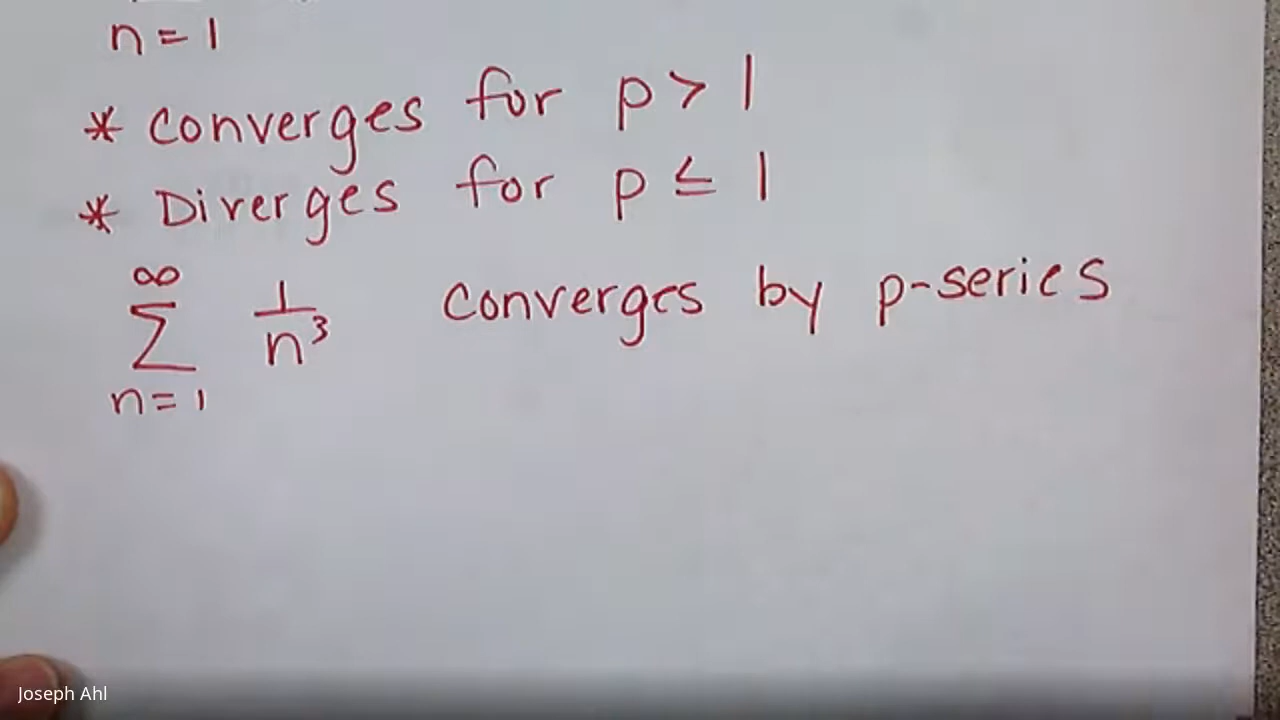 n = 1
* Converges for p > 1
* Diverges for p ≤ 1
∞
Σ 1/n³ converges by p-series
n = 1
Joseph Ahl